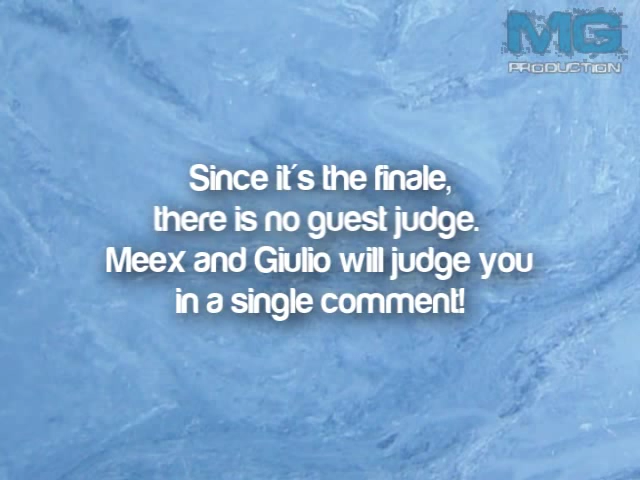 MG
PRODUCTION
Since it´s the finale,
there is no guest judge.
Meex and Giulio will judge you
in a single comment!